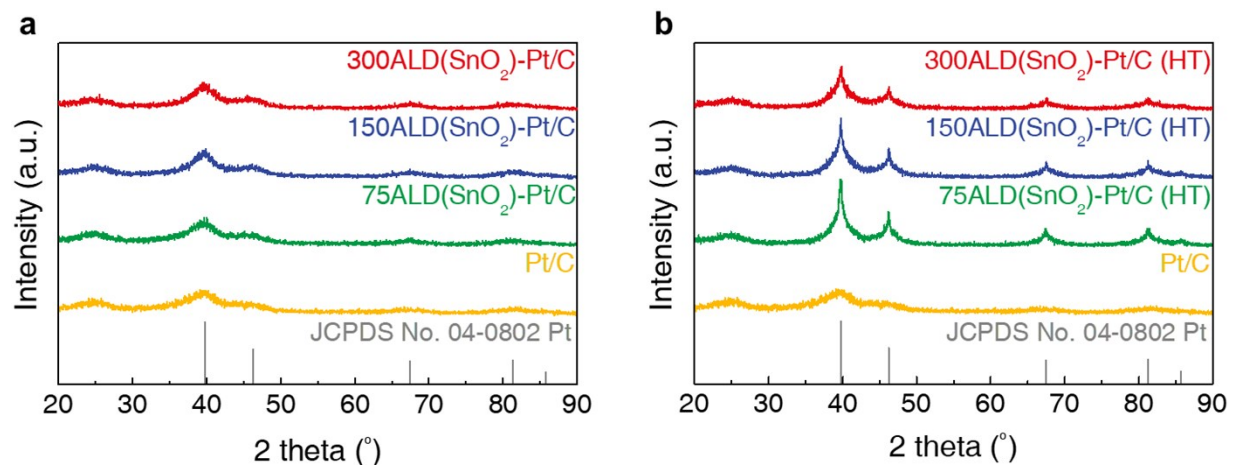 a
300ALD(SnO₂)-Pt/C
150ALD(SnO₂)-Pt/C
75ALD(SnO₂)-Pt/C
Pt/C
JCPDS No. 04-0802 Pt
Intensity (a.u.)
20 30 40 50 60 70 80 90
2 theta (°)
b
300ALD(SnO₂)-Pt/C (HT)
150ALD(SnO₂)-Pt/C (HT)
75ALD(SnO₂)-Pt/C (HT)
Pt/C
JCPDS No. 04-0802 Pt
Intensity (a.u.)
20 30 40 50 60 70 80 90
2 theta (°)